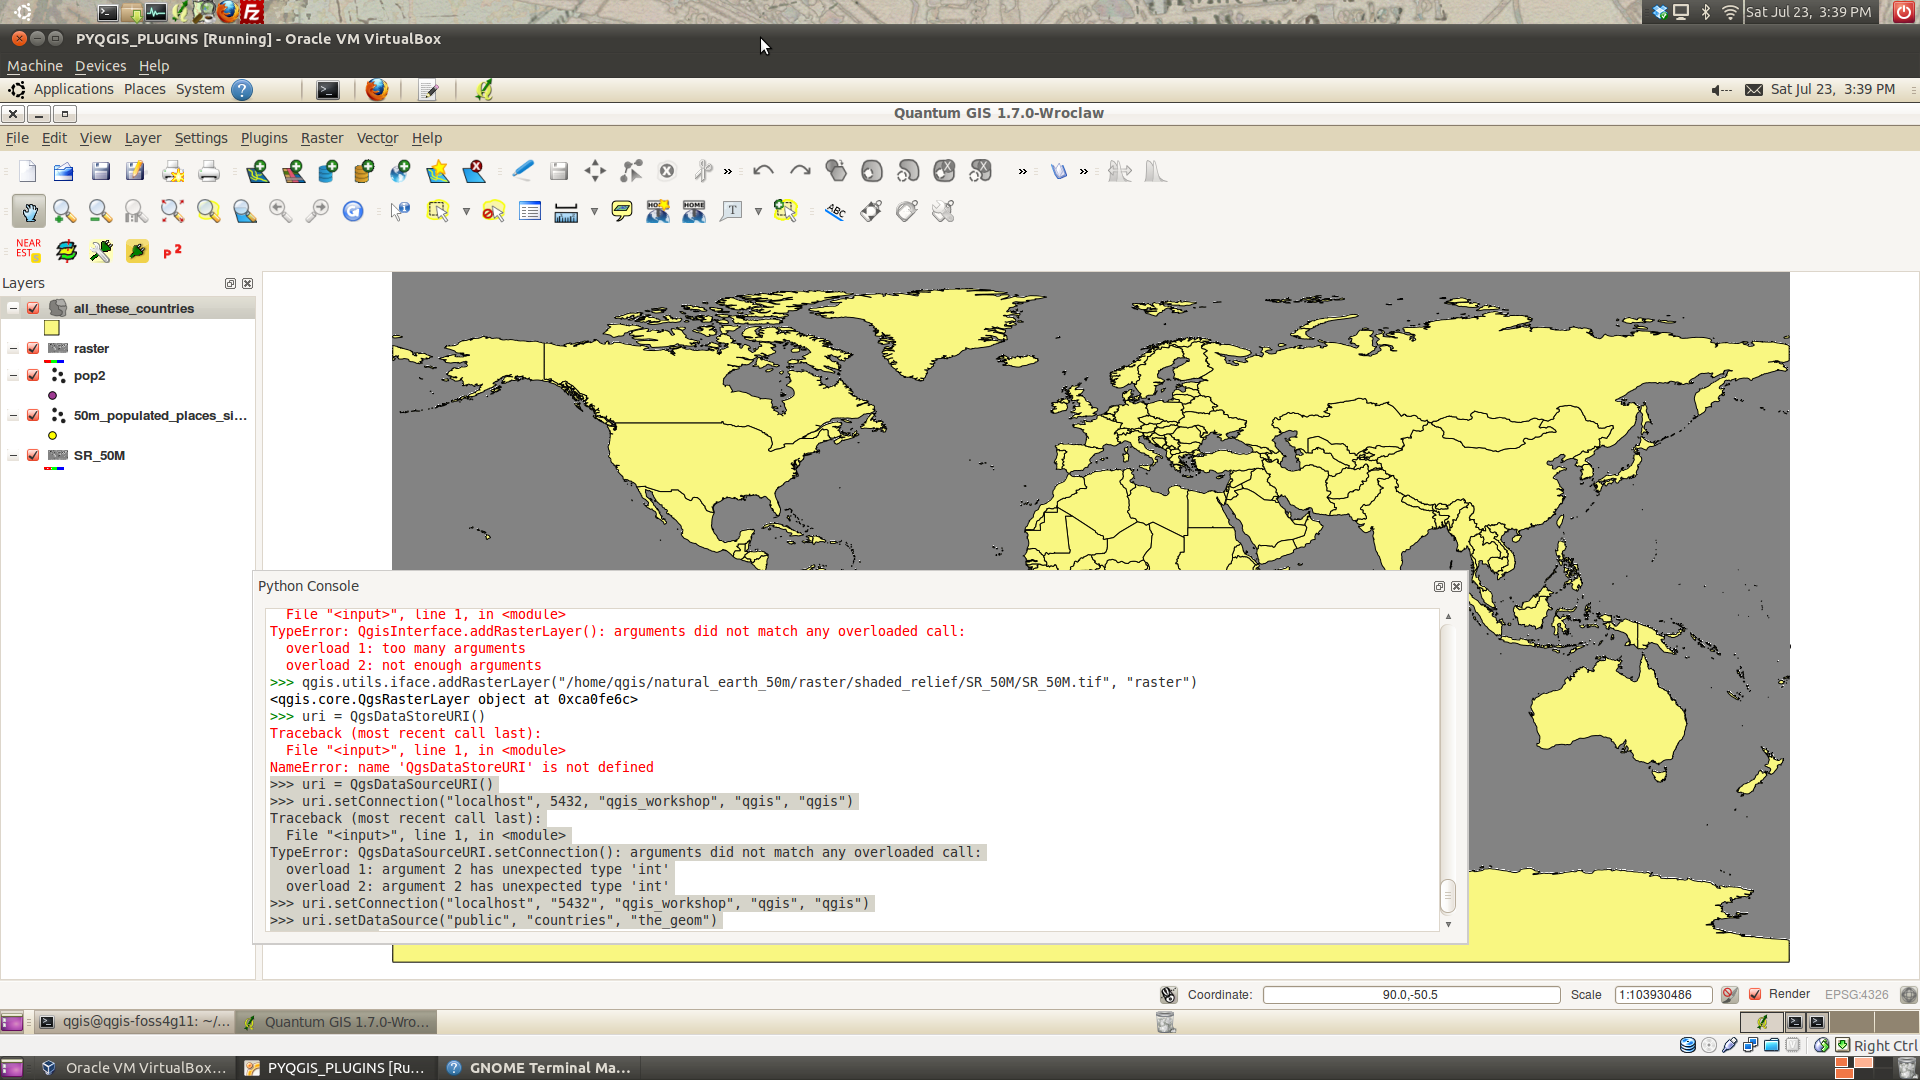 Sat Jul 23, 3:39 PM
PYQGIS_PLUGINS [Running] - Oracle VM VirtualBox
Machine Devices Help
Applications Places System
Sat Jul 23, 3:39 PM
Quantum GIS 1.7.0-Wroclaw
File Edit View Layer Settings Plugins Raster Vector Help
NEAR
EST
P 2
Layers
all_these_countries
raster
pop2
50m_populated_places_si...
SR_50M
Python Console
File "<input>", line 1, in <module>
TypeError: QgisInterface.addRasterLayer(): arguments did not match any overloaded call:
overload 1: too many arguments
overload 2: not enough arguments
>>> qgis.utils.iface.addRasterLayer("/home/qgis/natural_earth_50m/raster/shaded_relief/SR_50M/SR_50M.tif", "raster")
<qgis.core.QgsRasterLayer object at 0xca0fe6c>
>>> uri = QgsDataStoreURI()
Traceback (most recent call last):
File "<input>", line 1, in <module>
NameError: name 'QgsDataStoreURI' is not defined
>>> uri = QgsDataSourceURI()
>>> uri.setConnection("localhost", 5432, "qgis_workshop", "qgis", "qgis")
Traceback (most recent call last):
File "<input>", line 1, in <module>
TypeError: QgsDataSourceURI.setConnection(): arguments did not match any overloaded call:
overload 1: argument 2 has unexpected type 'int'
overload 2: argument 2 has unexpected type 'int'
>>> uri.setConnection("localhost", "5432", "qgis_workshop", "qgis", "qgis")
>>> uri.setDataSource("public", "countries", "the_geom")
Coordinate: 90.0,-50.5 Scale 1:103930486 Render EPSG:4326
qgis@qgis-foss4g11: ~/... Quantum GIS 1.7.0-Wro...
Right Ctrl
Oracle VM VirtualBox... PYQGIS_PLUGINS [Ru... GNOME Terminal Ma...